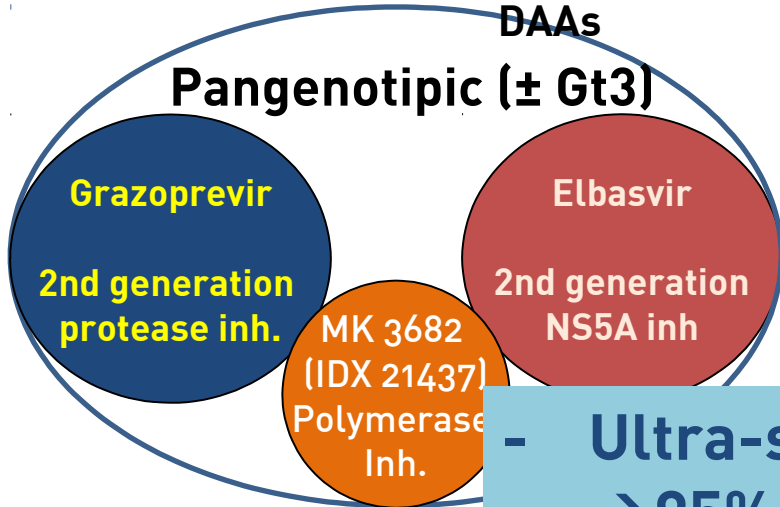 DAAs
Pangenotipic (± Gt3)
Grazoprevir
2nd generation
protease inh.
Elbasvir
2nd generation
NS5A inh
MK 3682
(IDX 21437)
Polymerase
Inh.
- Ultra-s